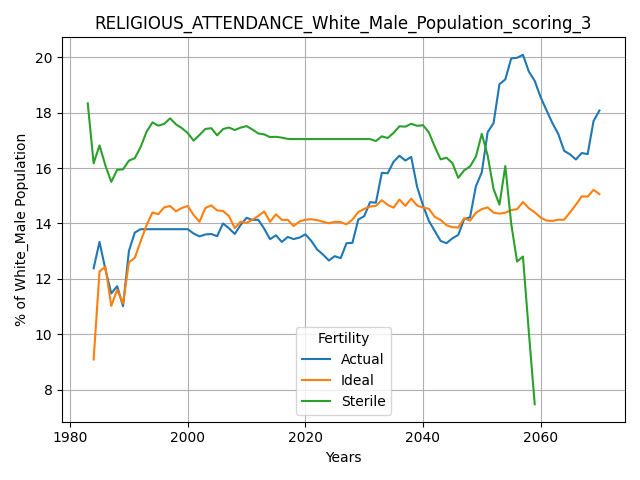 RELIGIOUS_ATTENDANCE_White_Male_Population_scoring_3
% of White_Male Population
20
18
16
14
12
10
8
Fertility
Actual
Ideal
Sterile
1980 2000 2020 2040 2060
Years